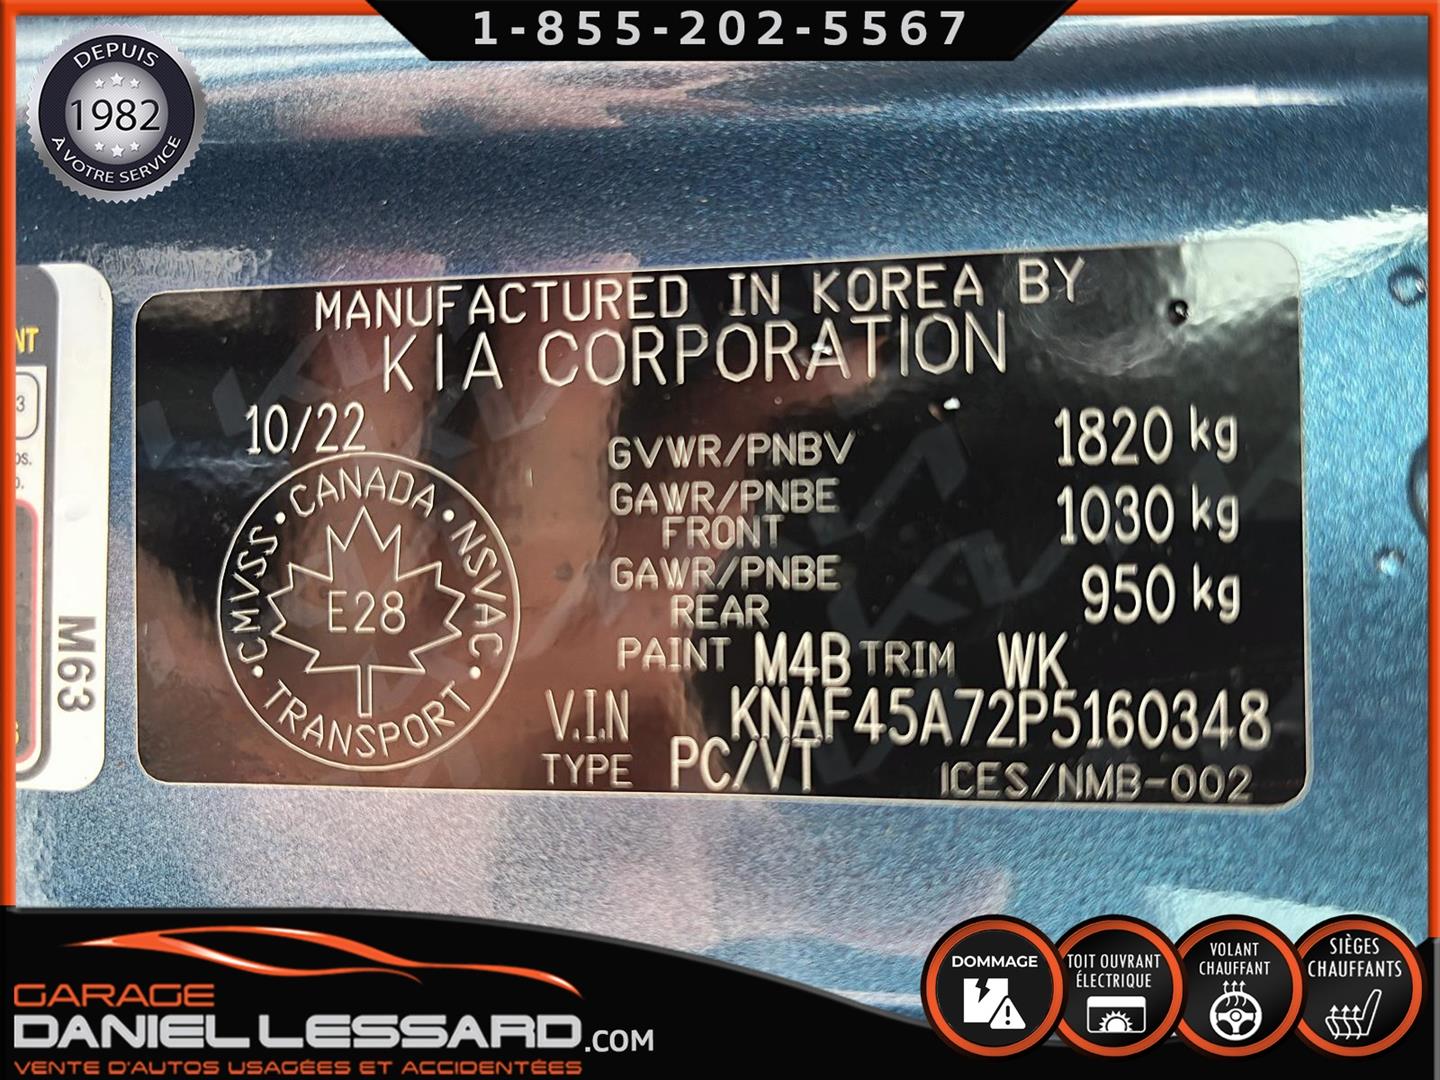 1-855-202-5567
DEPUIS
1982
À VOTRE SERVICE
MANUFACTURED IN KOREA BY
KIA CORPORATION
10/22
GVWR/PNBV 1820 kg
GAWR/PNBE FRONT 1030 kg
GAWR/PNBE REAR 950 kg
CANADA • NSVAC • TRANSPORT • CMVSS •
E28
PAINT M4B TRIM WK
V.I.N KNAF45A72P5160348
TYPE PC/VT ICES/NMB-002
NT
3
M63
GARAGE
DANIEL LESSARD.COM
VENTE D'AUTOS USAGÉES ET ACCIDENTÉES
DOMMAGE
TOIT OUVRANT
ÉLECTRIQUE
VOLANT
CHAUFFANT
SIÈGES
CHAUFFANTS